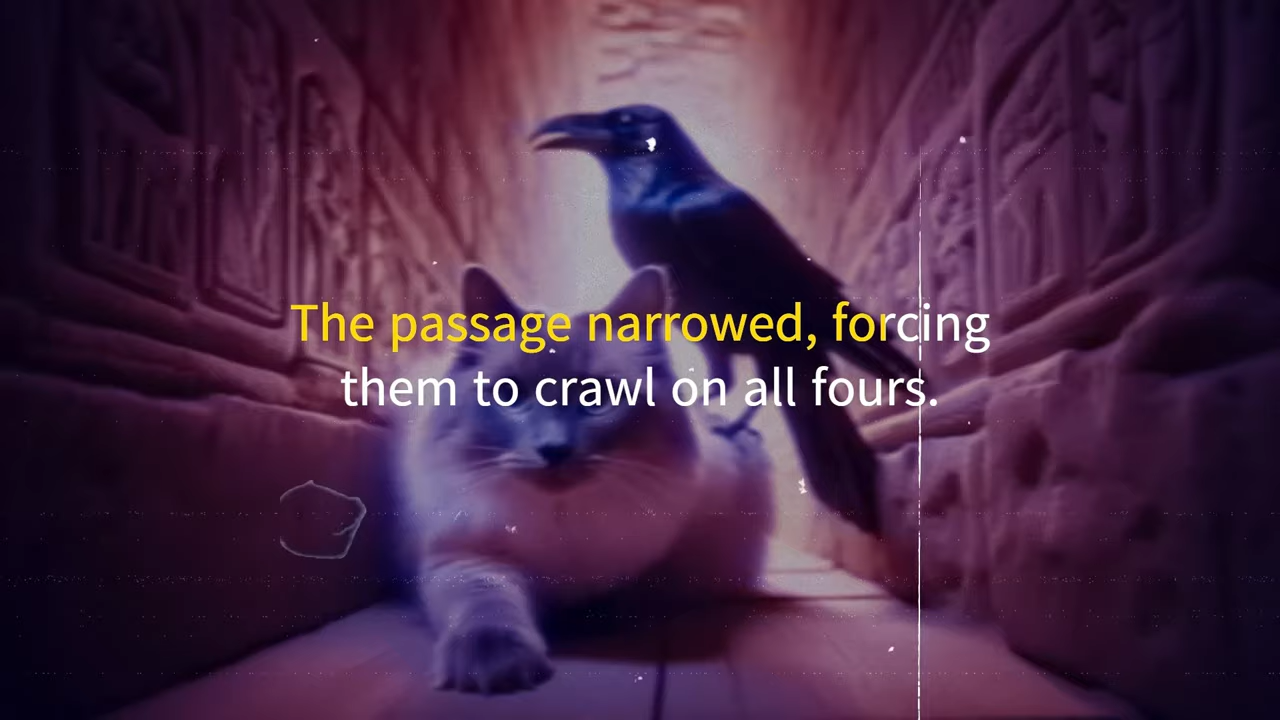 The passage narrowed, forcing
them to crawl on all fours.